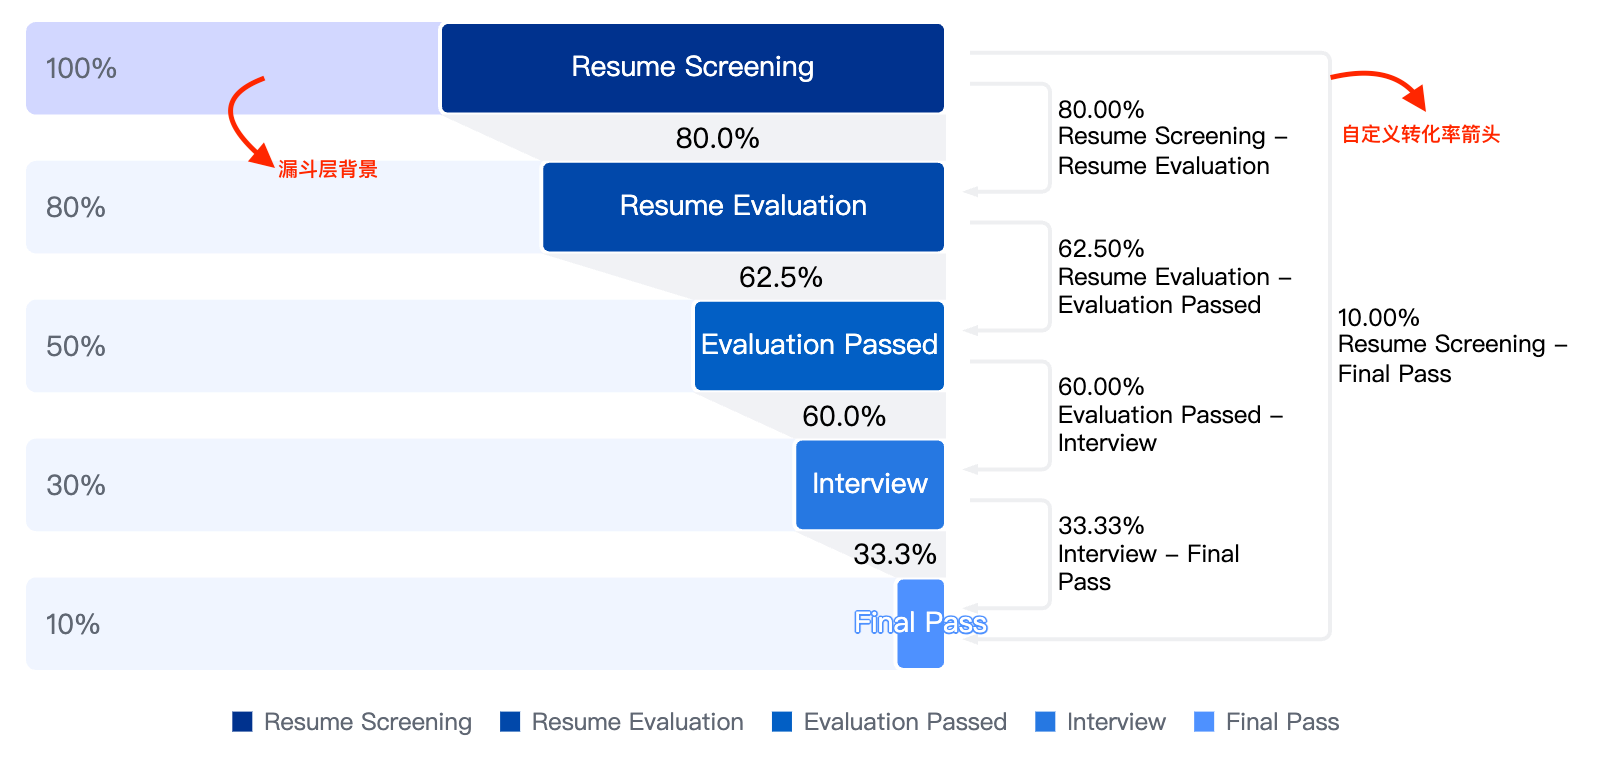 100%
Resume Screening
80.0%
漏斗层背景
80%
Resume Evaluation
62.5%
50%
Evaluation Passed
60.0%
30%
Interview
33.3%
10%
Final Pass
80.00%
Resume Screening –
Resume Evaluation
62.50%
Resume Evaluation –
Evaluation Passed
60.00%
Evaluation Passed –
Interview
33.33%
Interview – Final
Pass
自定义转化率箭头
10.00%
Resume Screening –
Final Pass
Resume Screening
Resume Evaluation
Evaluation Passed
Interview
Final Pass